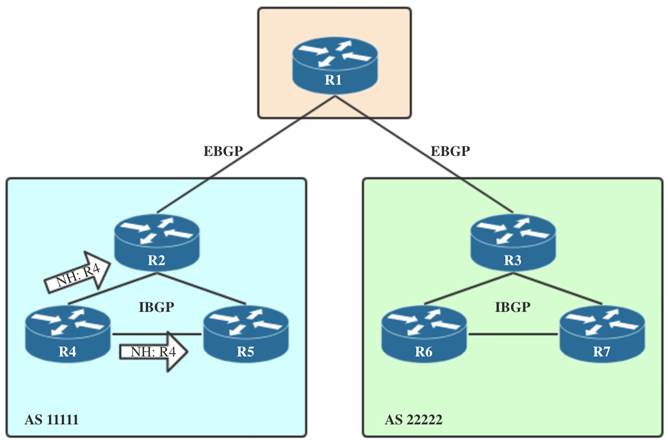 R1
EBGP
EBGP
R2
R3
NH: R4
IBGP
IBGP
R4
NH: R4
R5
R6
R7
AS 11111
AS 22222